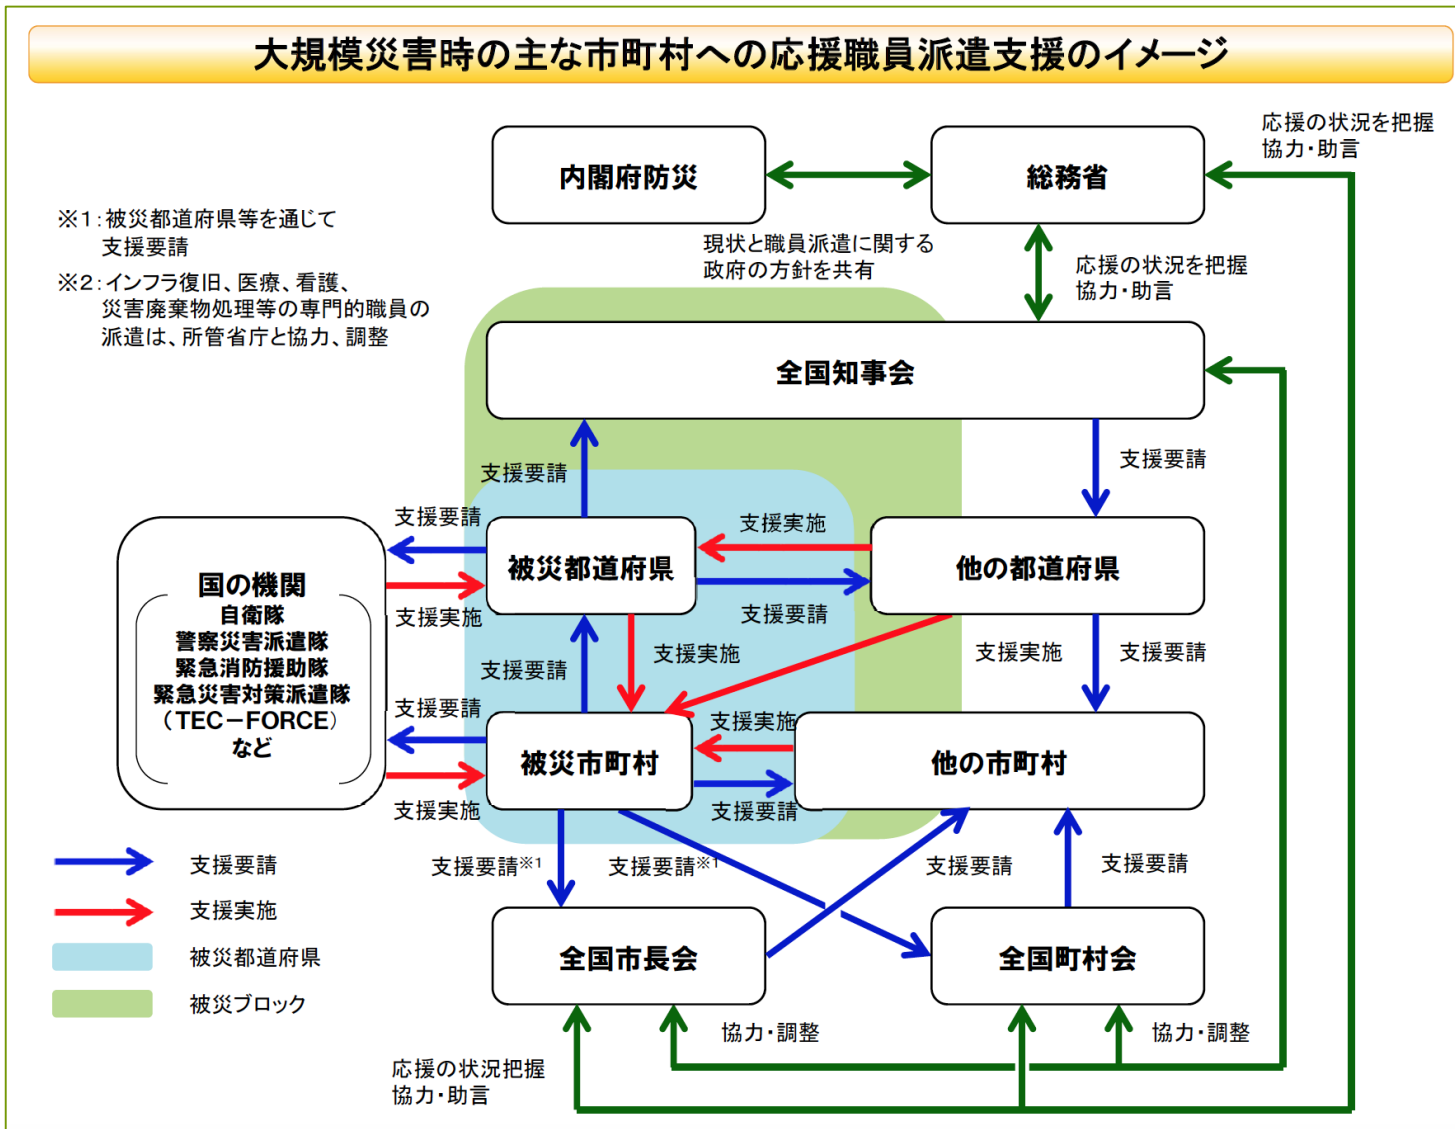 大規模災害時の主な市町村への応援職員派遣支援のイメージ
応援の状況を把握
協力・助言
内閣府防災
総務省
※1:被災都道府県等を通じて
支援要請
※2:インフラ復旧、医療、看護、
災害廃棄物処理等の専門的職員の
派遣は、所管省庁と協力、調整
現状と職員派遣に関する
政府の方針を共有
応援の状況を把握
協力・助言
全国知事会
支援要請
支援要請
支援要請
支援実施
被災都道府県
他の都道府県
国の機関
自衛隊
警察災害派遣隊
緊急消防援助隊
緊急災害対策派遣隊
(TEC-FORCE)
など
支援実施
支援要請
支援要請
支援実施
支援実施
支援要請
支援要請
支援実施
被災市町村
他の市町村
支援実施
支援要請
支援要請※1
支援要請※1
支援要請
支援要請
支援要請
支援実施
被災都道府県
被災ブロック
全国市長会
全国町村会
協力・調整
協力・調整
応援の状況把握
協力・助言